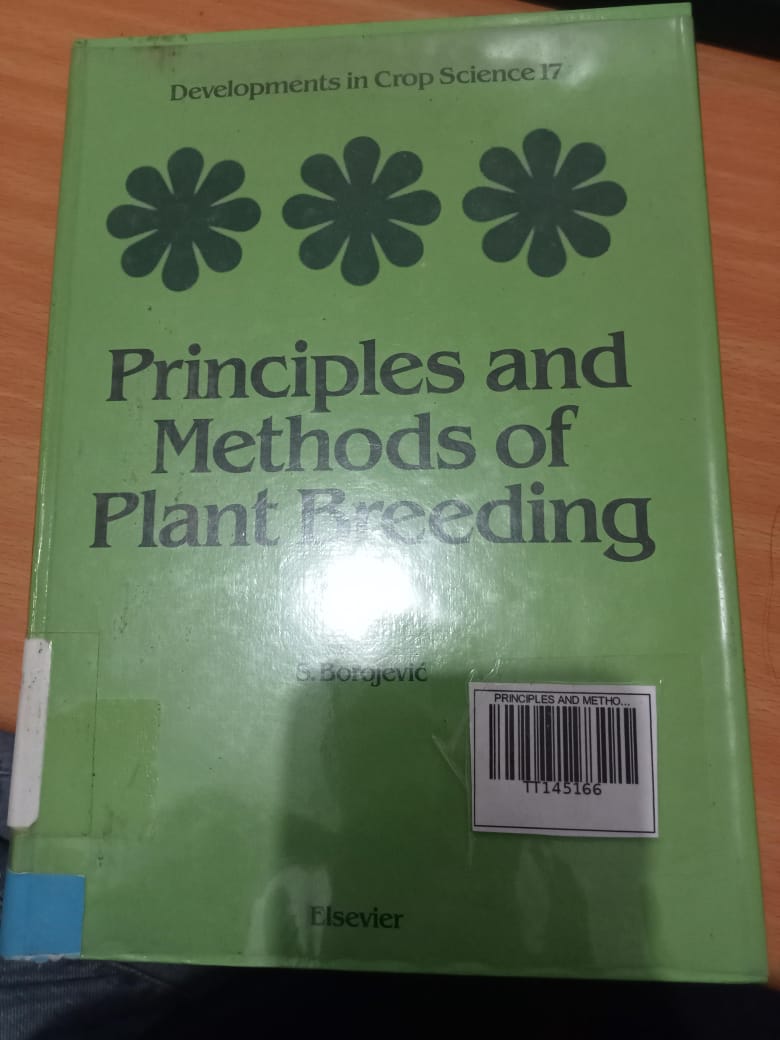 Developments in Crop Science 17
Principles and
Methods of
Plant Breeding
S. Borojević
PRINCIPLES AND METHO...
TT145166
Elsevier